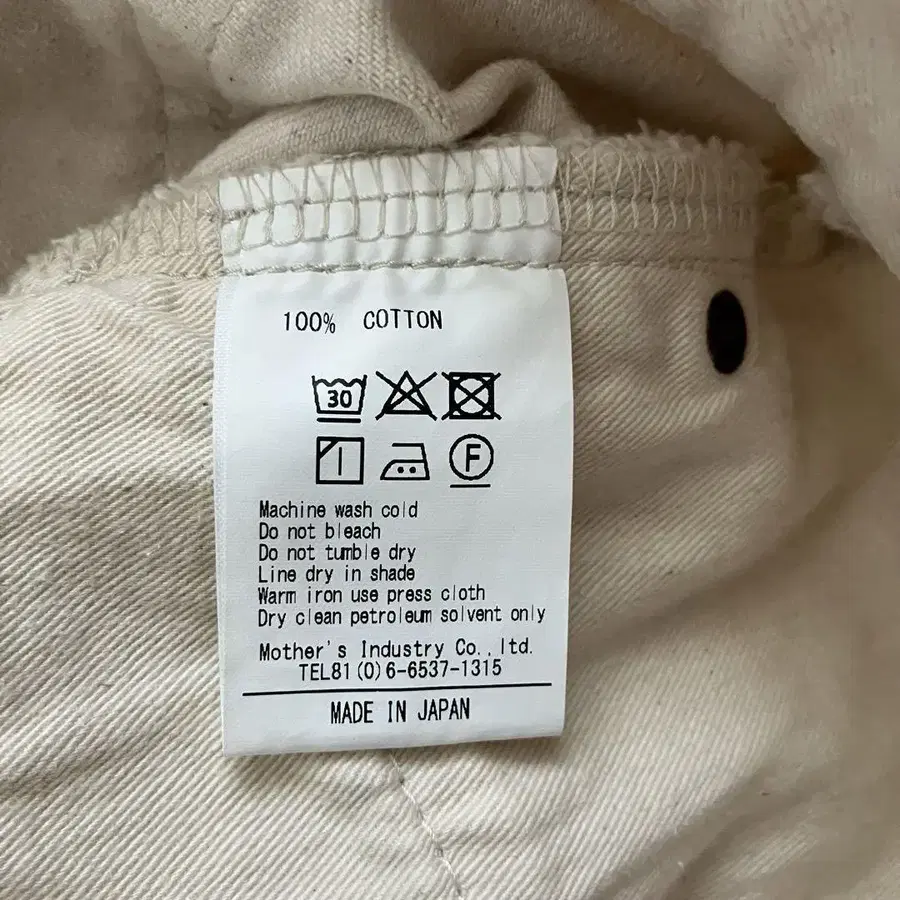 100% COTTON
30
F
Machine wash cold
Do not bleach
Do not tumble dry
Line dry in shade
Warm iron use press cloth
Dry clean petroleum solvent only
Mother's Industry Co.,ltd.
TEL81(0)6-6537-1315
MADE IN JAPAN